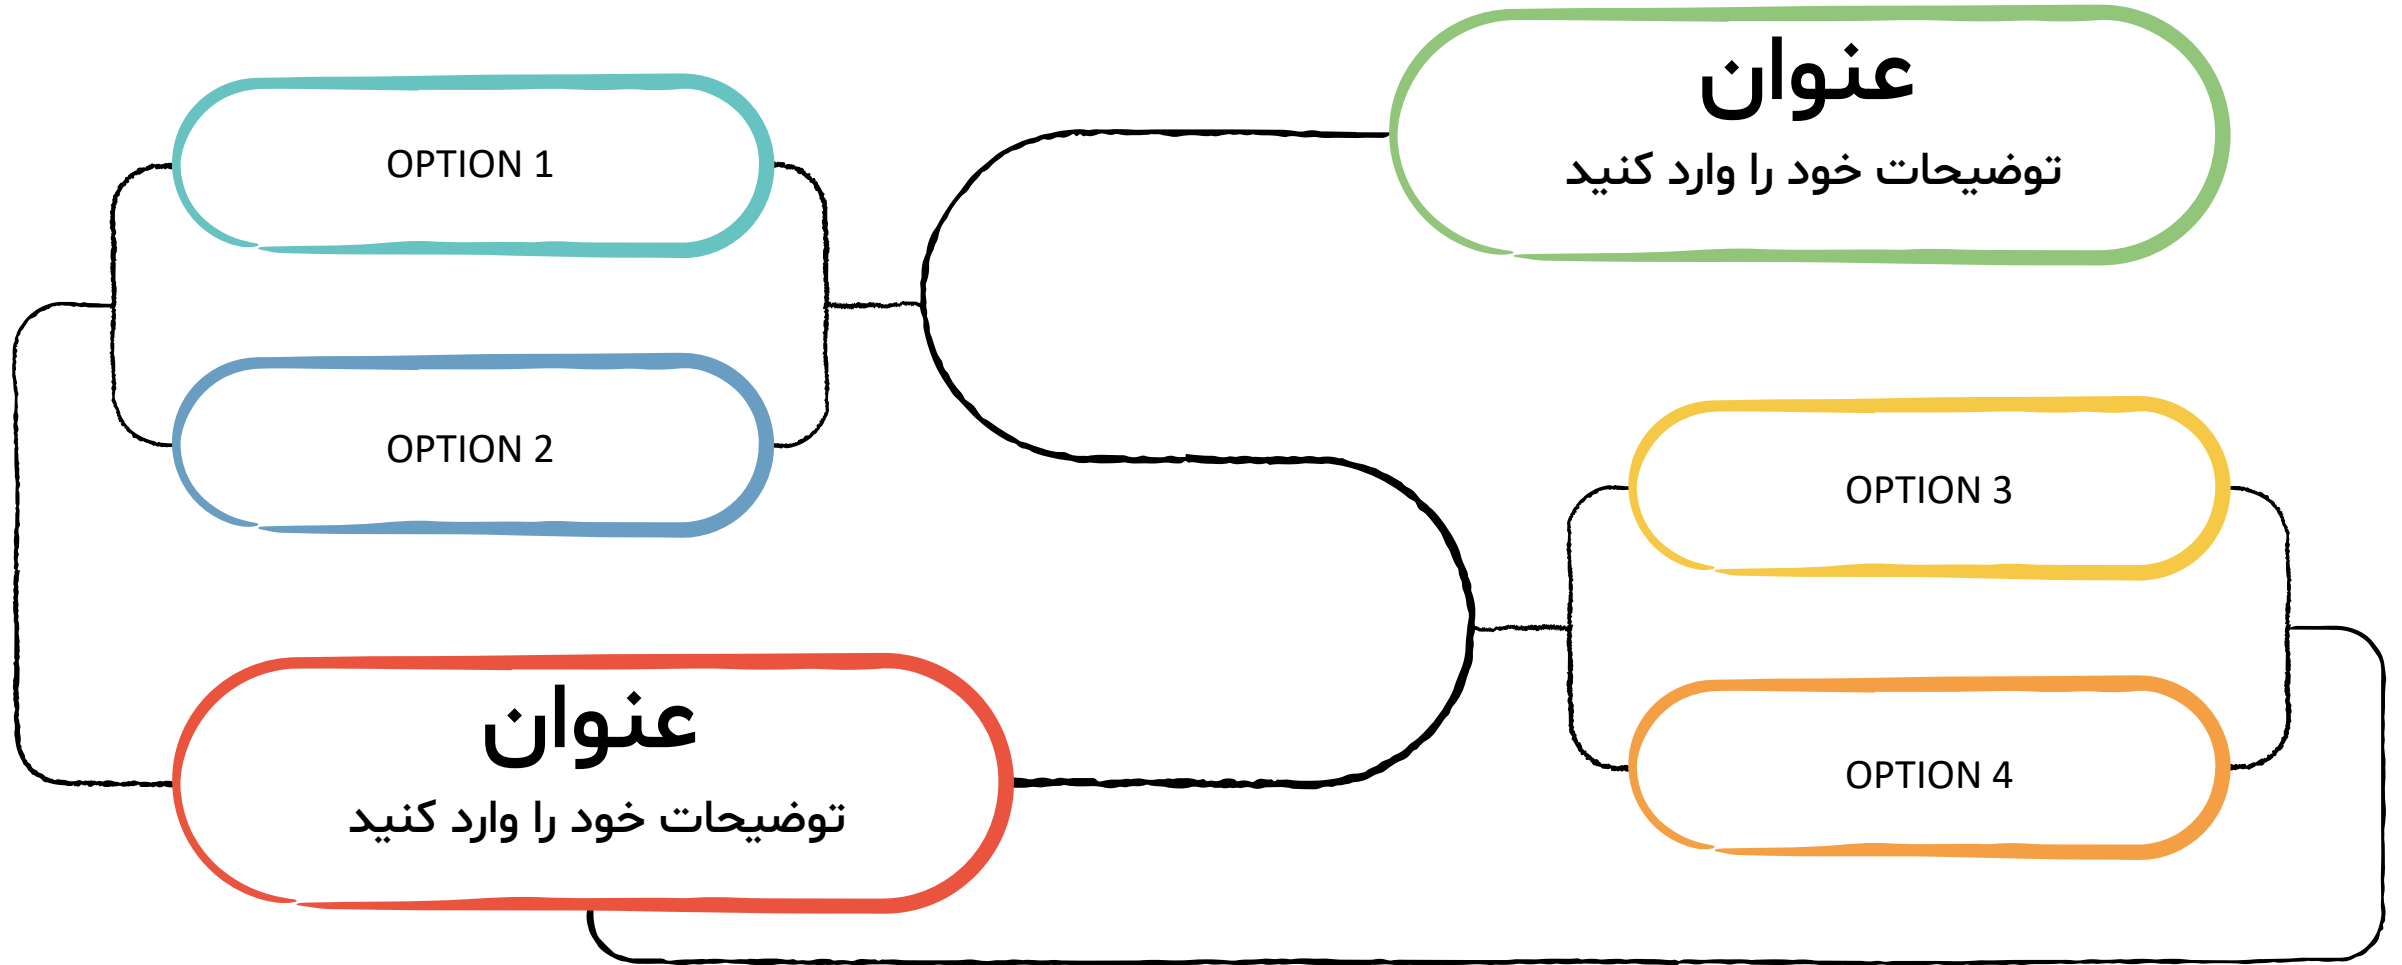 عنوان
توضیحات خود را وارد کنید
OPTION 1
OPTION 2
OPTION 3
OPTION 4
عنوان
توضیحات خود را وارد کنید